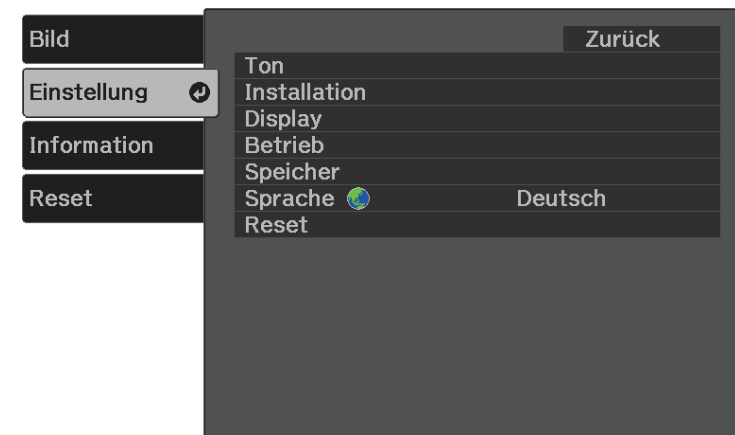 Bild
Einstellung
Information
Reset
Zurück
Ton
Installation
Display
Betrieb
Speicher
Sprache Deutsch
Reset